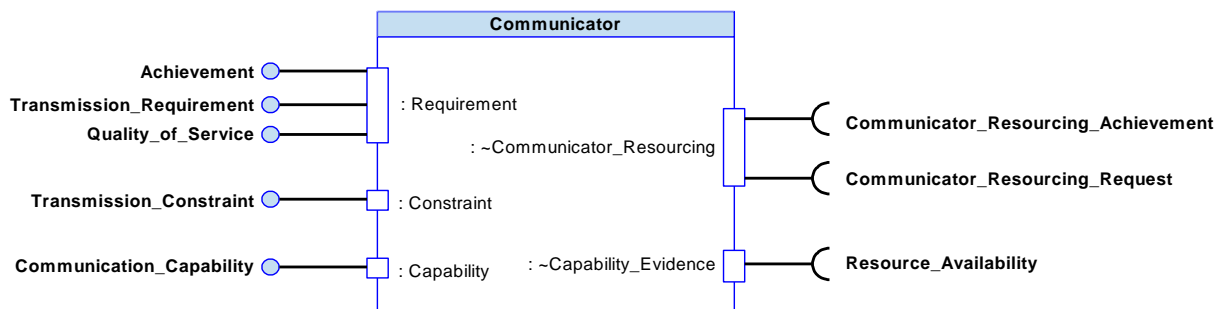 Communicator
Achievement
Transmission_Requirement
Quality_of_Service
: Requirement
: ~Communicator_Resourcing
Communicator_Resourcing_Achievement
Communicator_Resourcing_Request
Transmission_Constraint
: Constraint
Communication_Capability
: Capability
: ~Capability_Evidence
Resource_Availability